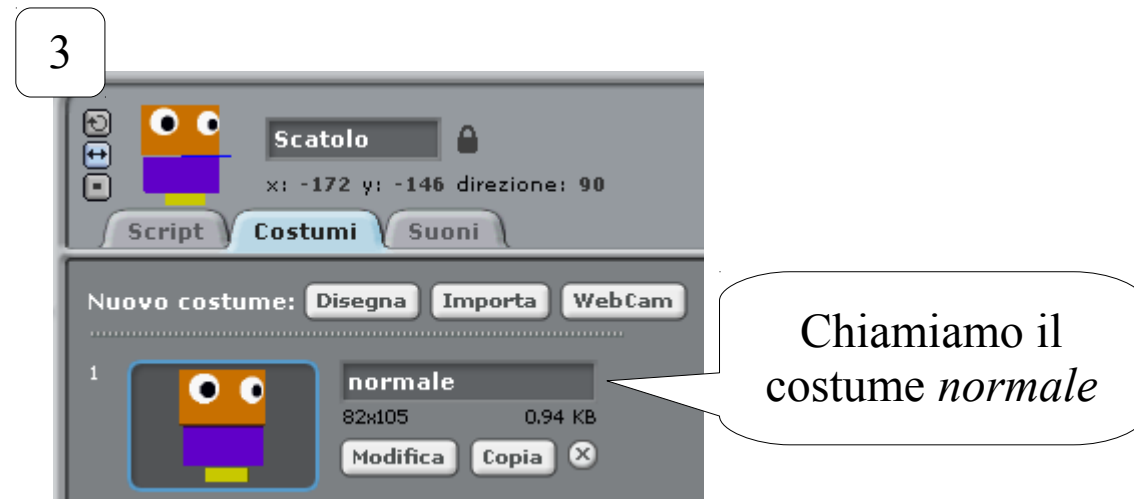 3
Scatolo
x: -172 y: -146 direzione: 90
Script Costumi Suoni
Nuovo costume: Disegna Importa WebCam
1
normale
82x105 0.94 KB
Modifica Copia
Chiamiamo il
costume normale